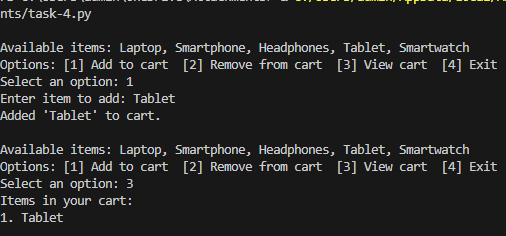 nts/task-4.py
Available items: Laptop, Smartphone, Headphones, Tablet, Smartwatch
Options: [1] Add to cart  [2] Remove from cart  [3] View cart  [4] Exit
Select an option: 1
Enter item to add: Tablet
Added 'Tablet' to cart.
Available items: Laptop, Smartphone, Headphones, Tablet, Smartwatch
Options: [1] Add to cart  [2] Remove from cart  [3] View cart  [4] Exit
Select an option: 3
Items in your cart:
1. Tablet